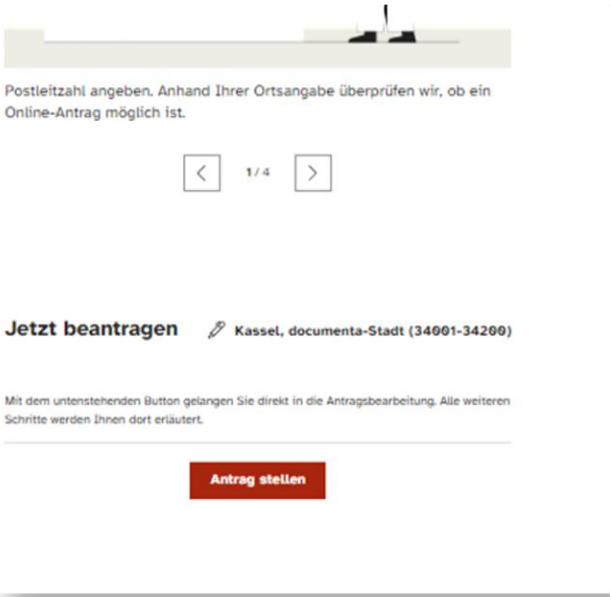 Postleitzahl angeben. Anhand Ihrer Ortsangabe überprüfen wir, ob ein
Online-Antrag möglich ist.
1 / 4
Jetzt beantragen
Kassel, documenta-Stadt (34001-34200)
Mit dem untenstehenden Button gelangen Sie direkt in die Antragsbearbeitung. Alle weiteren
Schritte werden Ihnen dort erläutert.
Antrag stellen